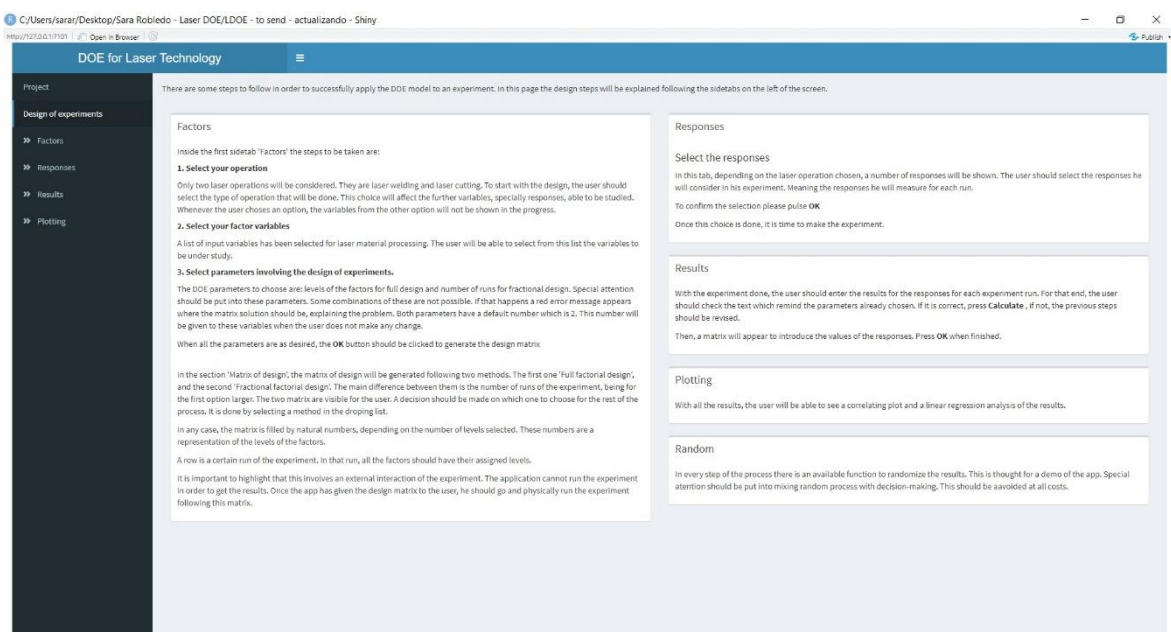 C:/Users/sarar/Desktop/Sara Robledo - Laser DOE/LDOE - to send - actualizando - Shiny
http://127.0.0.1:7101 Open in Browser
Publish
DOE for Laser Technology
Project
Design of experiments
Factors
Responses
Results
Plotting
There are some steps to follow in order to successfully apply the DOE model to an experiment. In this page the design steps will be explained following the sidetabs on the left of the screen.
Factors
Inside the first sidetab 'Factors' the steps to be taken are:
1. Select your operation
Only two laser operations will be considered. They are laser welding and laser cutting. To start with the design, the user should
select the type of operation that will be done. This choice will affect the further variables, specially responses, able to be studied.
Whenever the user choses an option, the variables from the other option will not be shown in the progress.
2. Select your factor variables
A list of input variables has been selected for laser material processing. The user will be able to select from this list the variables to
be under study.
3. Select parameters involving the design of experiments.
The DOE parameters to choose are: levels of the factors for full design and number of runs for fractional design. Special attention
should be put into these parameters. Some combinations of these are not possible. If that happens a red error message appears
where the matrix solution should be, explaining the problem. Both parameters have a default number which is 2. This number will
be given to these variables when the user does not make any change.
When all the parameters are as desired, the OK button should be clicked to generate the design matrix
In the section 'Matrix of design', the matrix of design will be generated following two methods. The first one 'Full factorial design',
and the second 'Fractional factorial design'. The main difference between them is the number of runs of the experiment, being for
the first option larger. The two matrix are visible for the user. A decision should be made on which one to choose for the rest of the
process. It is done by selecting a method in the droping list.
In any case, the matrix is filled by natural numbers, depending on the number of levels selected. These numbers are a
representation of the levels of the factors.
A row is a certain run of the experiment. In that run, all the factors should have their assigned levels.
It is important to highlight that this involves an external interaction of the experiment. The application cannot run the experiment
in order to get the results. Once the app has given the design matrix to the user, he should go and physically run the experiment
following this matrix.
Responses
Select the responses
In this tab, depending on the laser operation chosen, a number of responses will be shown. The user should select the responses he
will consider in his experiment. Meaning the responses he will measure for each run.
To confirm the selection please pulse OK
Once this choice is done, it is time to make the experiment.
Results
With the experiment done, the user should enter the results for the responses for each experiment run. For that end, the user
should check the text which remind the parameters already chosen. If it is correct, press Calculate , if not, the previous steps
should be revised.
Then, a matrix will appear to introduce the values of the responses. Press OK when finished.
Plotting
With all the results, the user will be able to see a correlating plot and a linear regression analysis of the results.
Random
In every step of the process there is an available function to randomize the results. This is thought for a demo of the app. Special
atention should be put into mixing random process with decision-making. This should be aavoided at all costs.